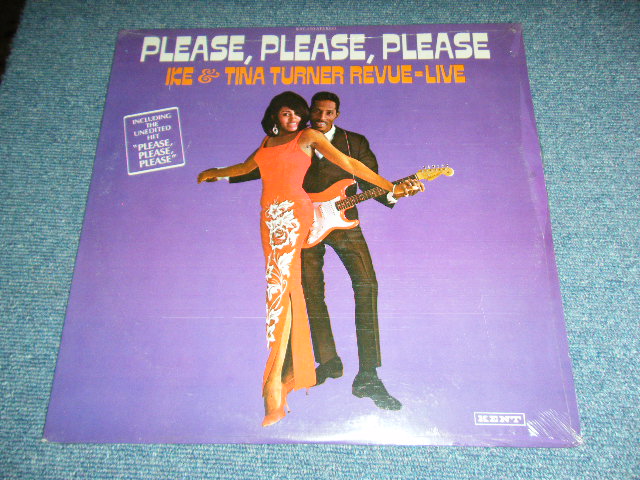 PLEASE, PLEASE, PLEASE
IKE & TINA TURNER REVUE-LIVE
INCLUDING
THE
UNEDITED
HIT
"PLEASE,
PLEASE,
PLEASE"
KENT